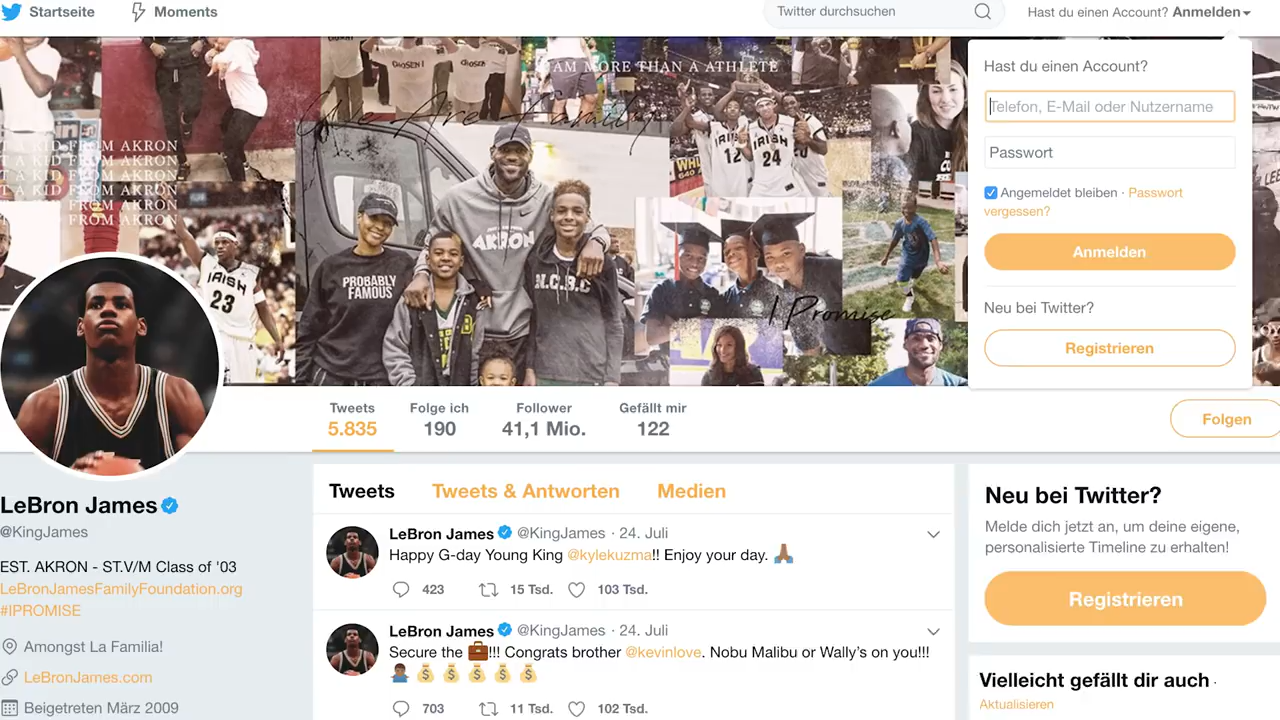 Startseite
Moments
Twitter durchsuchen
Hast du einen Account? Anmelden
CHOSEN 1
CHOSEN 1
I AM MORE THAN A ATHLETE
We Are Family
T A KID FROM AKRON
T A KID FROM AKRON
T A KID FROM AKRON
T A KID FROM AKRON
T A KID FROM AKRON
IRISH
12
IRISH
24
IRISH
23
PROBABLY
FAMOUS
AKRON
N.C.B.C
I Promise
Hast du einen Account?
Telefon, E-Mail oder Nutzername
Passwort
Angemeldet bleiben · Passwort
vergessen?
Anmelden
Neu bei Twitter?
Registrieren
Tweets
5.835
Folge ich
190
Follower
41,1 Mio.
Gefällt mir
122
Folgen
LeBron James
@KingJames
EST. AKRON - ST.V/M Class of '03
LeBronJamesFamilyFoundation.org
#IPROMISE
Amongst La Familia!
LeBronJames.com
Beigetreten März 2009
Tweets
Tweets & Antworten
Medien
LeBron James @KingJames · 24. Juli
Happy G-day Young King @kylekuzma!! Enjoy your day. 🙏🏾
423
15 Tsd.
103 Tsd.
LeBron James @KingJames · 24. Juli
Secure the 💼!!! Congrats brother @kevinlove. Nobu Malibu or Wally's on you!!!
🤷🏾‍♂️💰💰💰💰💰
703
11 Tsd.
102 Tsd.
Neu bei Twitter?
Melde dich jetzt an, um deine eigene,
personalisierte Timeline zu erhalten!
Registrieren
Vielleicht gefällt dir auch ·
Aktualisieren